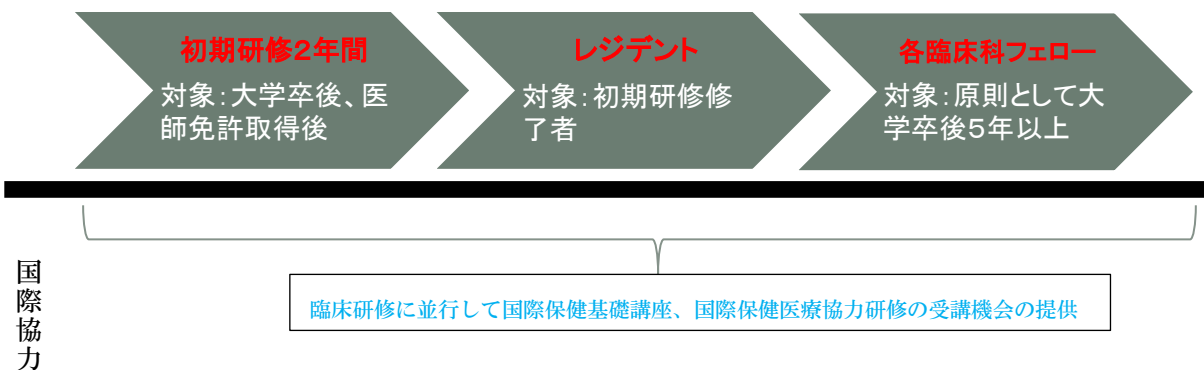 初期研修2年間
対象：大学卒後、医
師免許取得後
レジデント
対象：初期研修修
了者
各臨床科フェロー
対象：原則として大
学卒後5年以上
国際協力
臨床研修に並行して国際保健基礎講座、国際保健医療協力研修の受講機会の提供